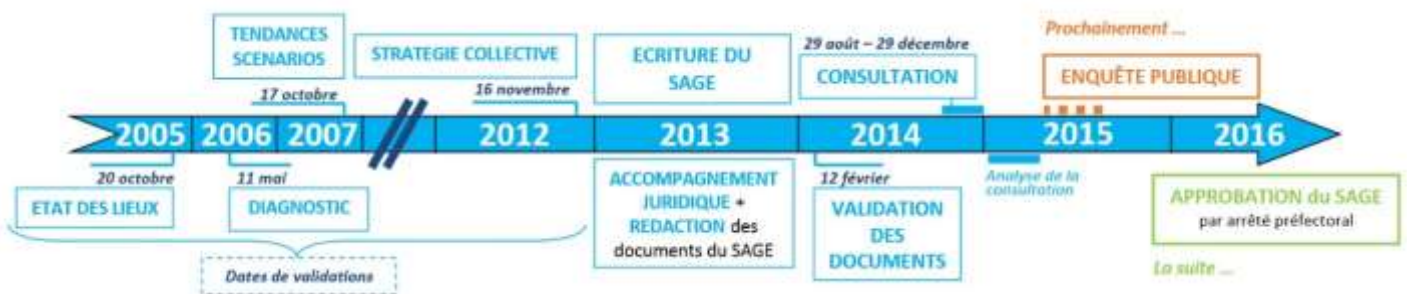 TENDANCES
SCENARIOS
17 octobre
STRATEGIE COLLECTIVE
16 novembre
ECRITURE DU
SAGE
29 août – 29 décembre
CONSULTATION
Prochainement ...
ENQUÊTE PUBLIQUE
2005 2006 2007 2012 2013 2014 2015 2016
20 octobre
ETAT DES LIEUX
11 mai
DIAGNOSTIC
Dates de validations
ACCOMPAGNEMENT
JURIDIQUE +
REDACTION des
documents du SAGE
12 février
VALIDATION
DES
DOCUMENTS
Analyse de la
consultation
APPROBATION du SAGE
par arrêté préfectoral
La suite ...